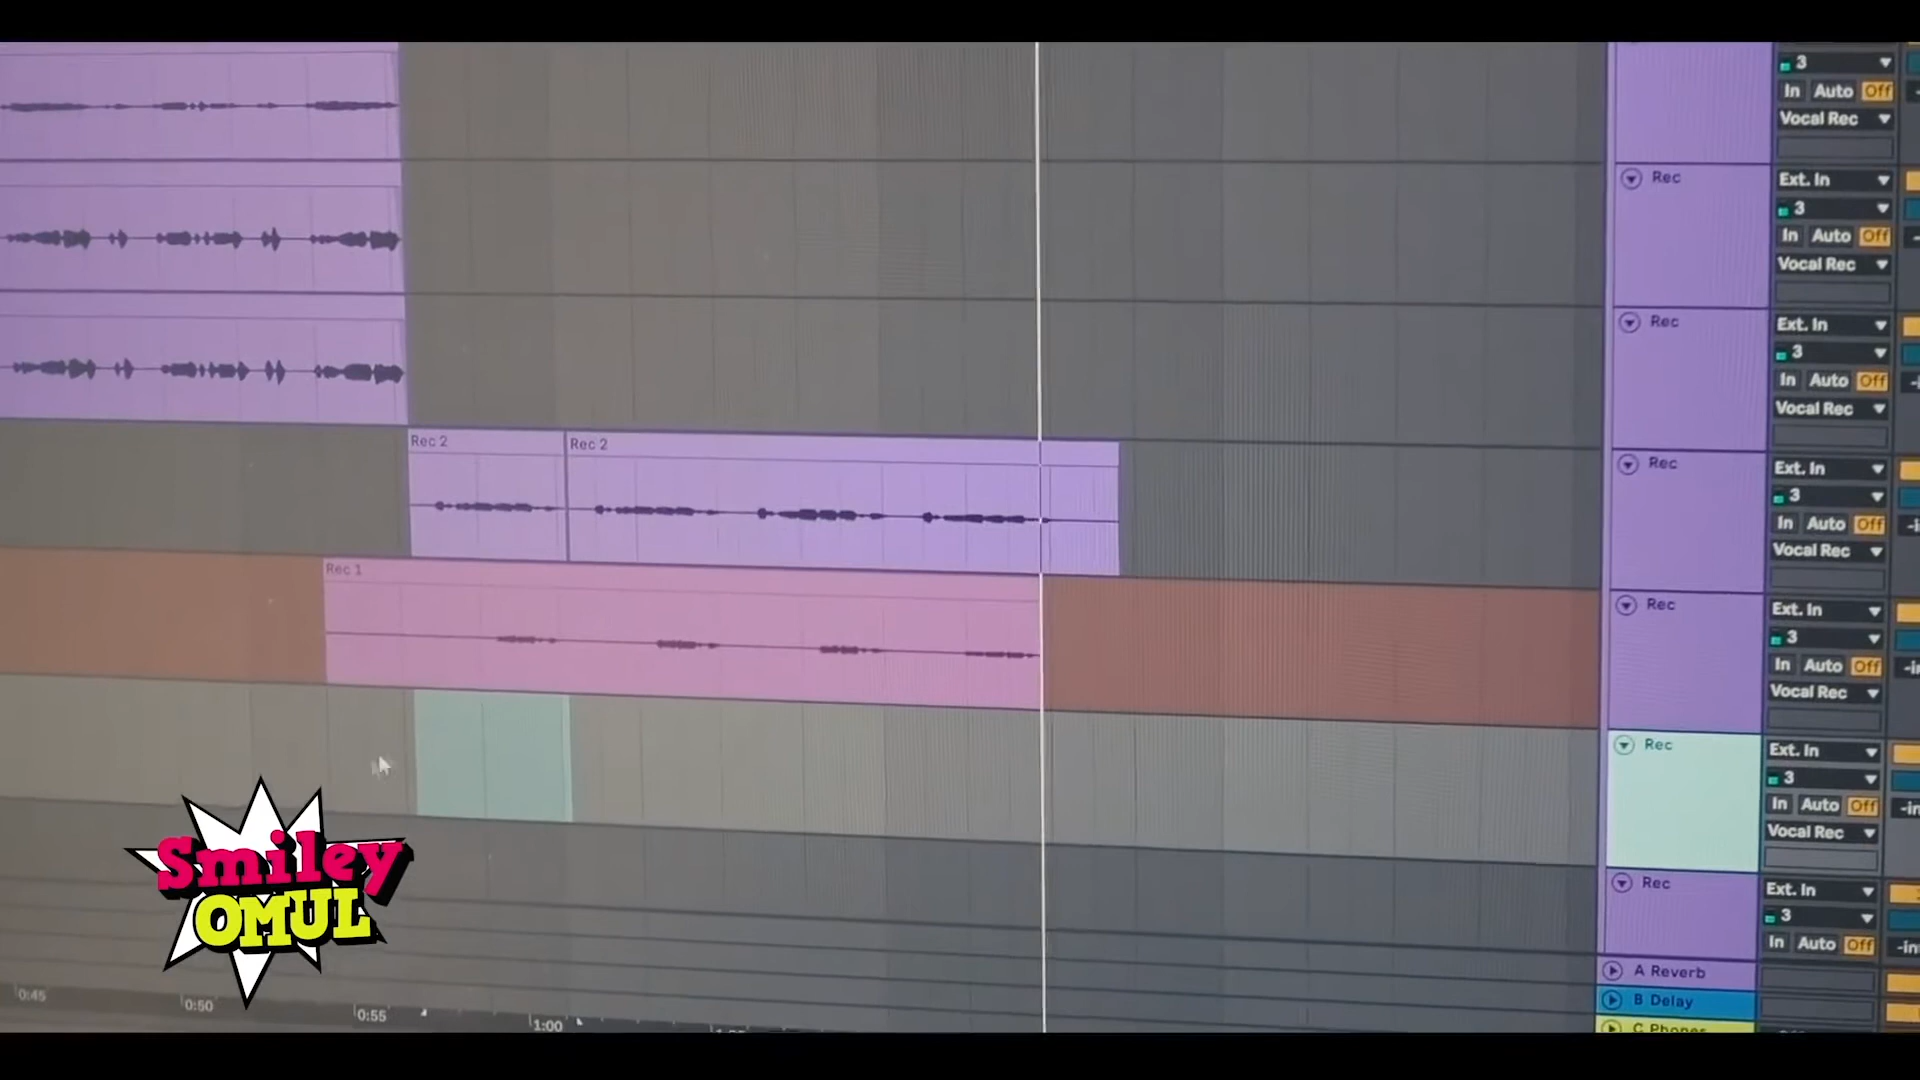 3
In Auto Off
Vocal Rec
Rec
Ext. In
3
In Auto Off
Vocal Rec
Rec
Ext. In
3
In Auto Off
Vocal Rec
Rec 2
Rec 2
Rec
Ext. In
3
In Auto Off
Vocal Rec
Rec 1
Rec
Ext. In
3
In Auto Off
Vocal Rec
Rec
Ext. In
3
In Auto Off
Vocal Rec
Rec
Ext. In
3
In Auto Off
A Reverb
B Delay
C Phones
Smiley
OMUL
0:45
0:50
0:55
1:00